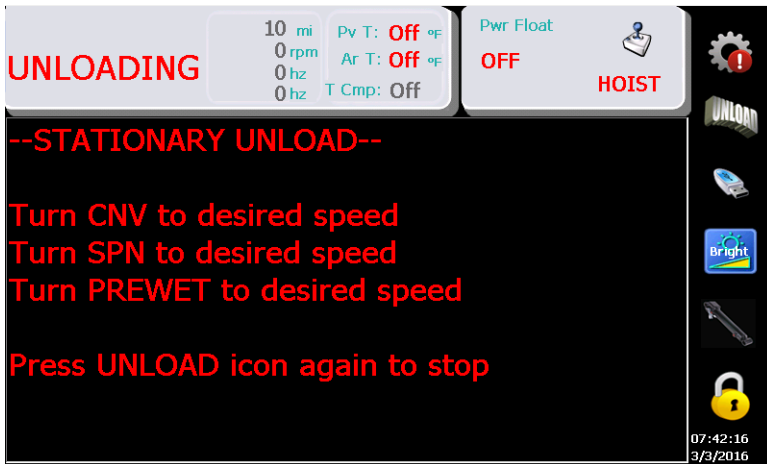 UNLOADING
10 mi
0 rpm
0 hz
0 hz
Pv T: Off °F
Ar T: Off °F
T Cmp: Off
Pwr Float
OFF
HOIST
UNLOAD
Bright
--STATIONARY UNLOAD--
Turn CNV to desired speed
Turn SPN to desired speed
Turn PREWET to desired speed
Press UNLOAD icon again to stop
07:42:16
3/3/2016